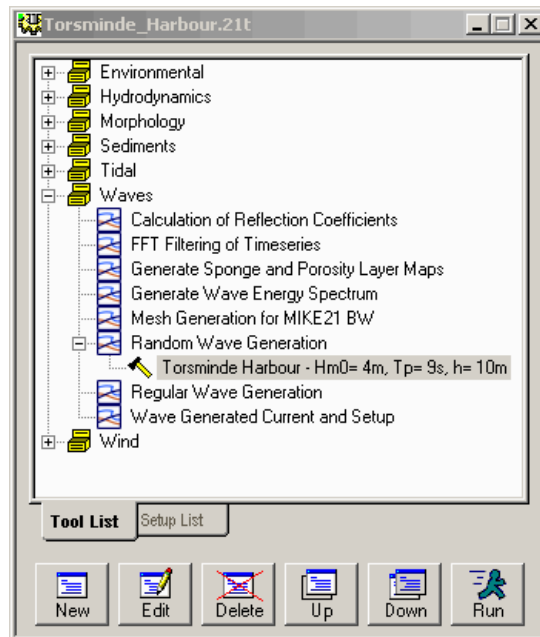 Torsminde_Harbour.21t
Environmental
Hydrodynamics
Morphology
Sediments
Tidal
Waves
Calculation of Reflection Coefficients
FFT Filtering of Timeseries
Generate Sponge and Porosity Layer Maps
Generate Wave Energy Spectrum
Mesh Generation for MIKE21 BW
Random Wave Generation
Torsminde Harbour - Hm0= 4m, Tp= 9s, h= 10m
Regular Wave Generation
Wave Generated Current and Setup
Wind
Tool List Setup List
New Edit Delete Up Down Run